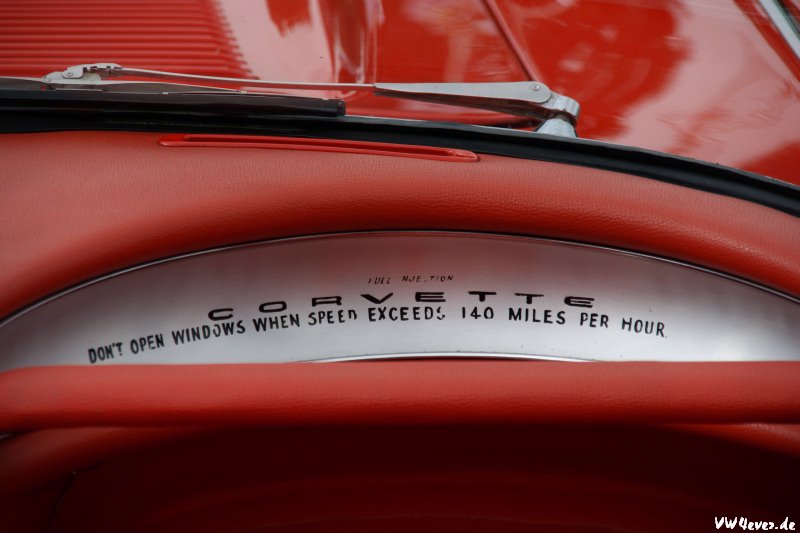 FUEL INJECTION
CORVETTE
DON'T OPEN WINDOWS WHEN SPEED EXCEEDS 140 MILES PER HOUR.
VW4ever.de